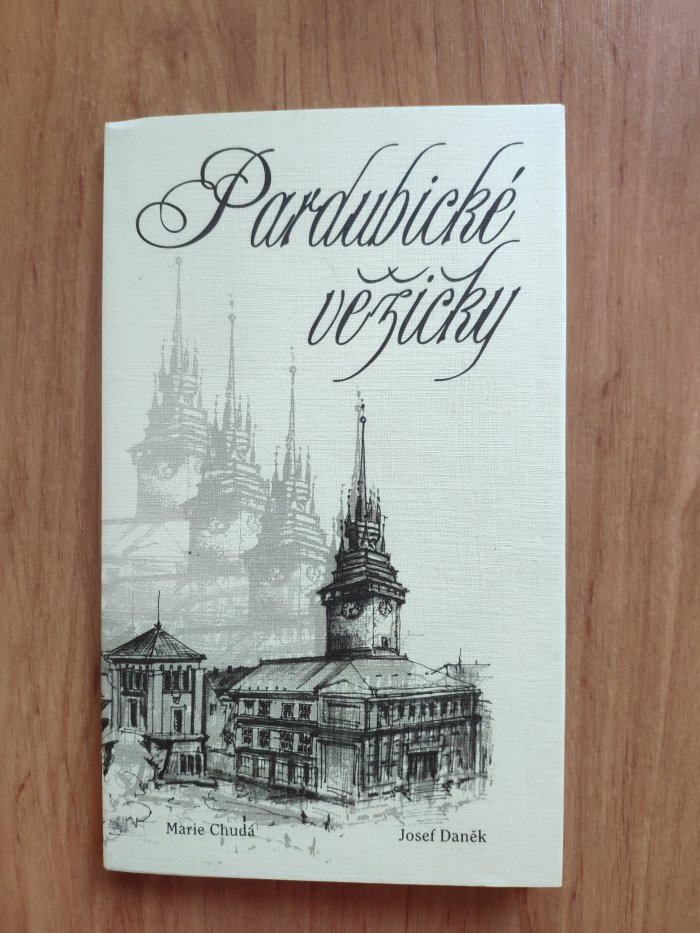 Pardubické
věžičky
Marie Chudá
Josef Daněk